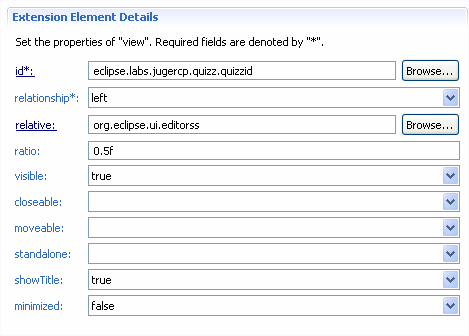 Extension Element Details
Set the properties of "view". Required fields are denoted by "*".
id*: eclipse.labs.jugercp.quizz.quizzid Browse...
relationship*: left
relative: org.eclipse.ui.editorss Browse...
ratio: 0.5f
visible: true
closeable:
moveable:
standalone:
showTitle: true
minimized: false